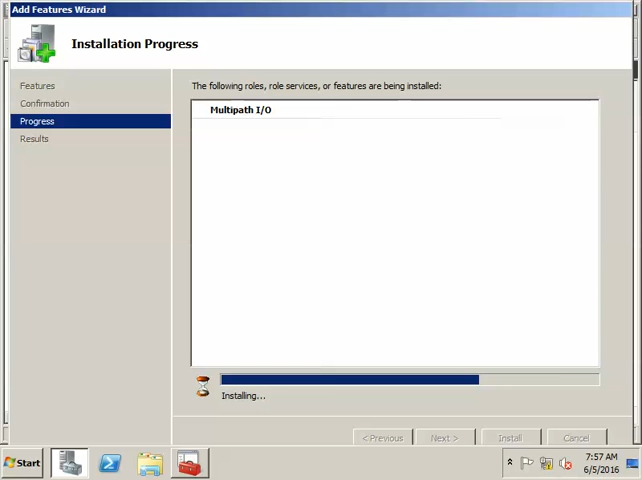 Add Features Wizard
Installation Progress
Features
Confirmation
Progress
Results
The following roles, role services, or features are being installed:
Multipath I/O
Installing...
< Previous
Next >
Install
Cancel
Start
7:57 AM
6/5/2016